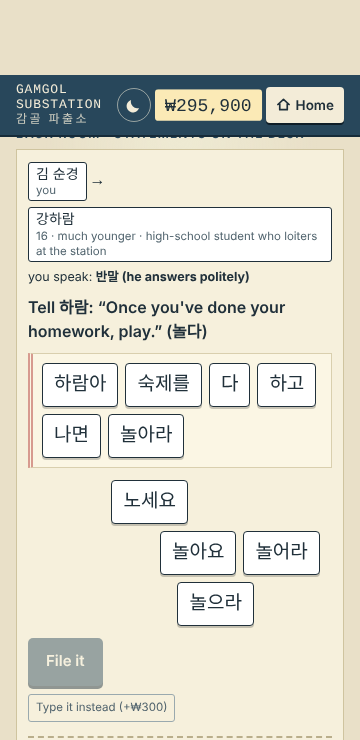 GAMGOL
SUBSTATION
감골 파출소
₩295,900
Home
김 순경
you
→
강하람
16 · much younger · high-school student who loiters
at the station
you speak: 반말 (he answers politely)
Tell 하람: “Once you've done your
homework, play.” (놀다)
하람아 숙제를 다 하고
나면 놀아라
노세요
놀아요 놀어라
놀으라
File it
Type it instead (+₩300)